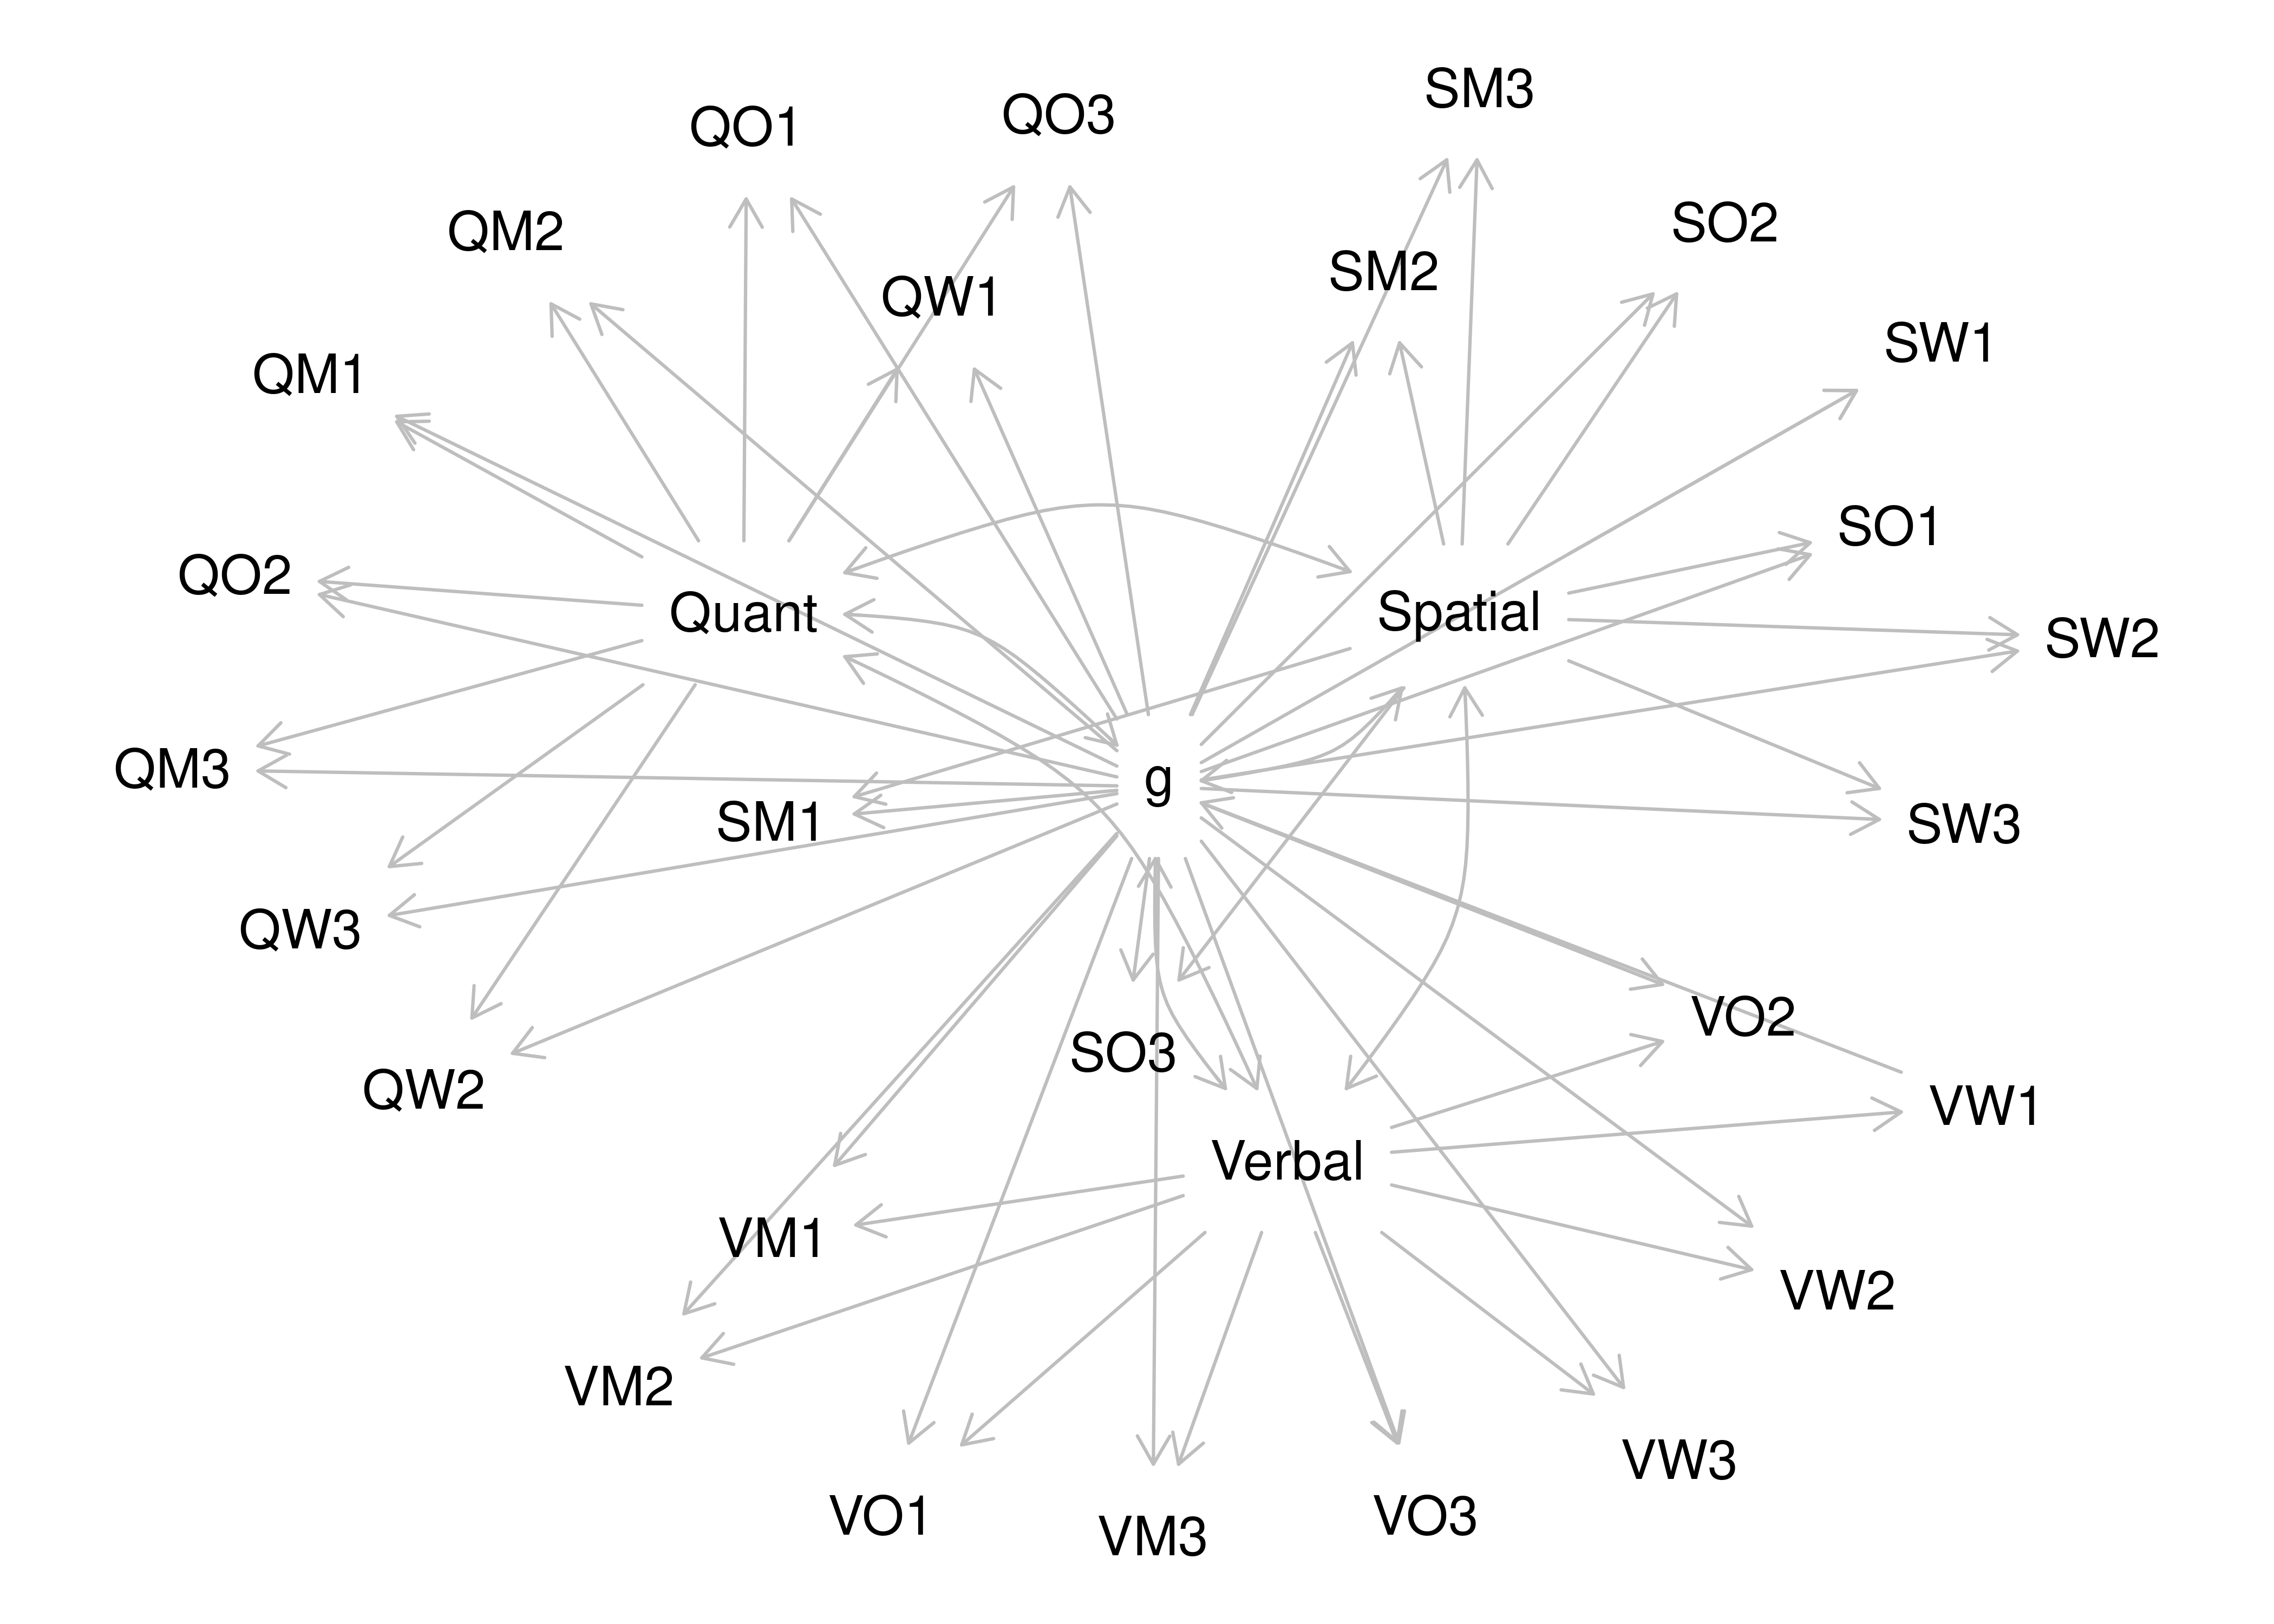 SM3
QO3
QO1
SO2
QM2
SM2
QW1
SW1
QM1
SO1
QO2
Quant
Spatial
SW2
QM3
g
SM1
SW3
QW3
VO2
SO3
QW2
VW1
Verbal
VM1
VW2
VM2
VW3
VO1
VO3
VM3